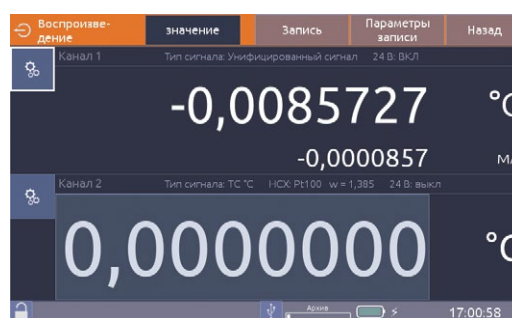 Воспроизве-
дение
значение
Запись
Параметры
записи
Назад
Канал 1 Тип сигнала: Унифицированный сигнал 24 В: ВКЛ
-0,0085727 °C
-0,0000857
Канал 2 Тип сигнала: ТС °C НСХ: Pt100 w = 1,385 24 В: выкл
0,0000000 °C
Архив 17:00:58